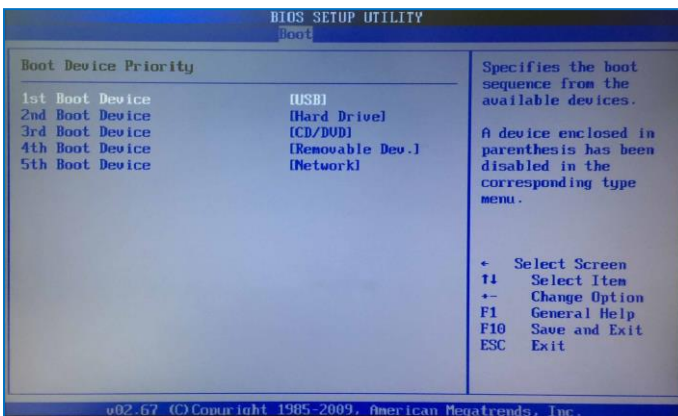 BIOS SETUP UTILITY
Boot
Boot Device Priority
1st Boot Device [USB]
2nd Boot Device [Hard Drive]
3rd Boot Device [CD/DVD]
4th Boot Device [Removable Dev.]
5th Boot Device [Network]
Specifies the boot
sequence from the
available devices.
A device enclosed in
parenthesis has been
disabled in the
corresponding type
menu.
← Select Screen
↑↓ Select Item
+- Change Option
F1 General Help
F10 Save and Exit
ESC Exit
v02.67 (C)Copyright 1985-2009, American Megatrends, Inc.